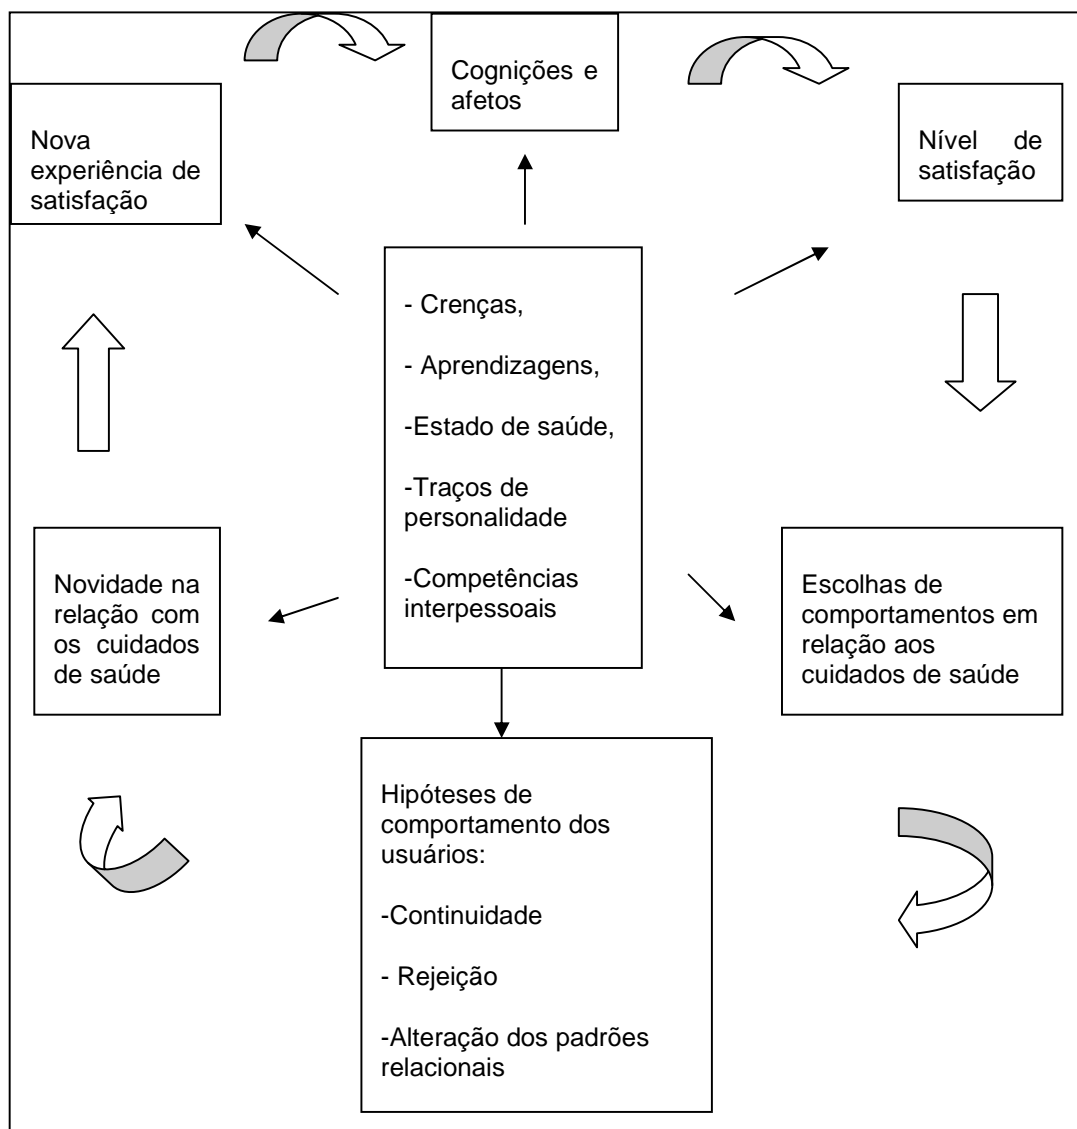 Cognições e
afetos
Nova
experiência de
satisfação
Nível de
satisfação
- Crenças,
- Aprendizagens,
-Estado de saúde,
-Traços de
personalidade
-Competências
interpessoais
Novidade na
relação com
os cuidados
de saúde
Escolhas de
comportamentos em
relação aos
cuidados de saúde
Hipóteses de
comportamento dos
usuários:
-Continuidade
- Rejeição
-Alteração dos padrões
relacionais